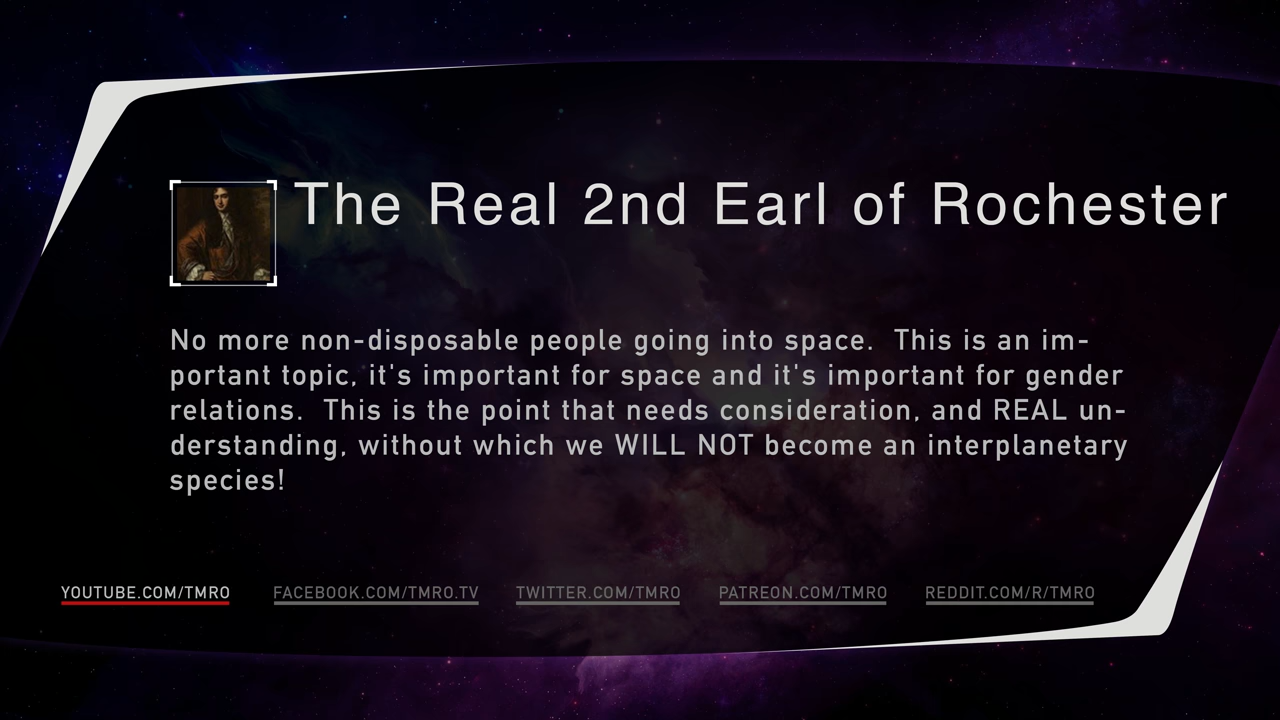 The Real 2nd Earl of Rochester
No more non-disposable people going into space.  This is an im-
portant topic, it's important for space and it's important for gender
relations.  This is the point that needs consideration, and REAL un-
derstanding, without which we WILL NOT become an interplanetary
species!
YOUTUBE.COM/TMRO FACEBOOK.COM/TMRO.TV TWITTER.COM/TMRO PATREON.COM/TMRO REDDIT.COM/R/TMRO